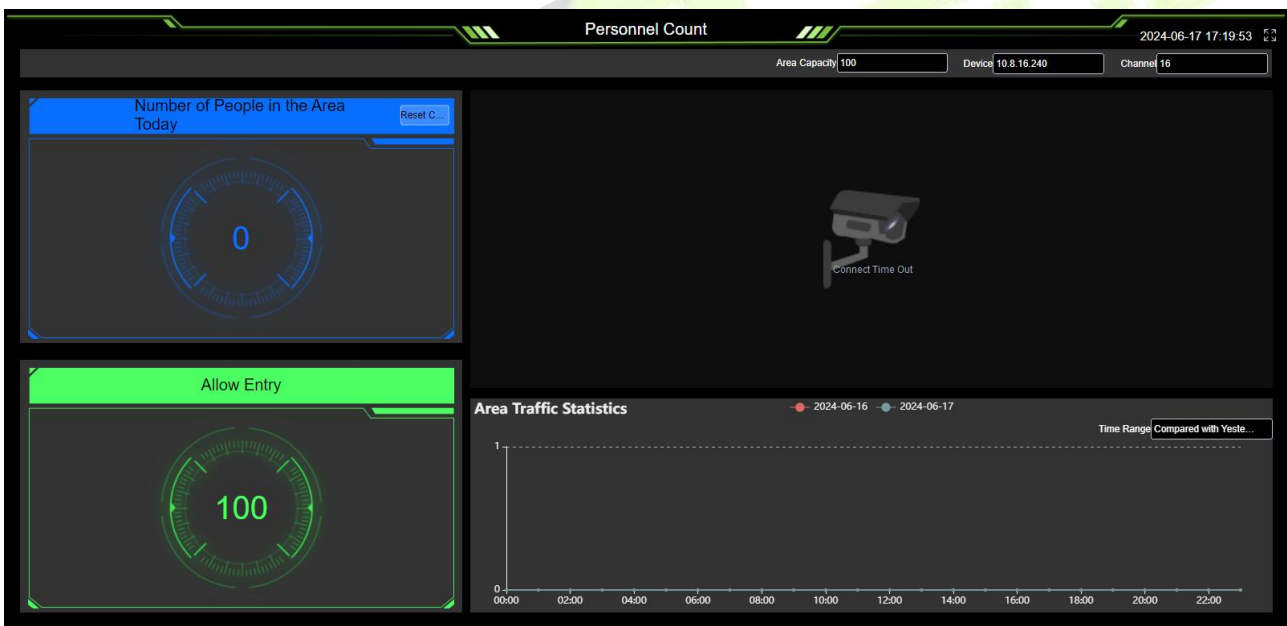 Personnel Count
2024-06-17 17:19:53
Area Capacity 100 Device 10.8.16.240 Channel 16
Number of People in the Area
Today
Reset C...
0
Connect Time Out
Allow Entry
100
Area Traffic Statistics
2024-06-16 2024-06-17
Time Range Compared with Yeste...
1
0
00:00 02:00 04:00 06:00 08:00 10:00 12:00 14:00 16:00 18:00 20:00 22:00